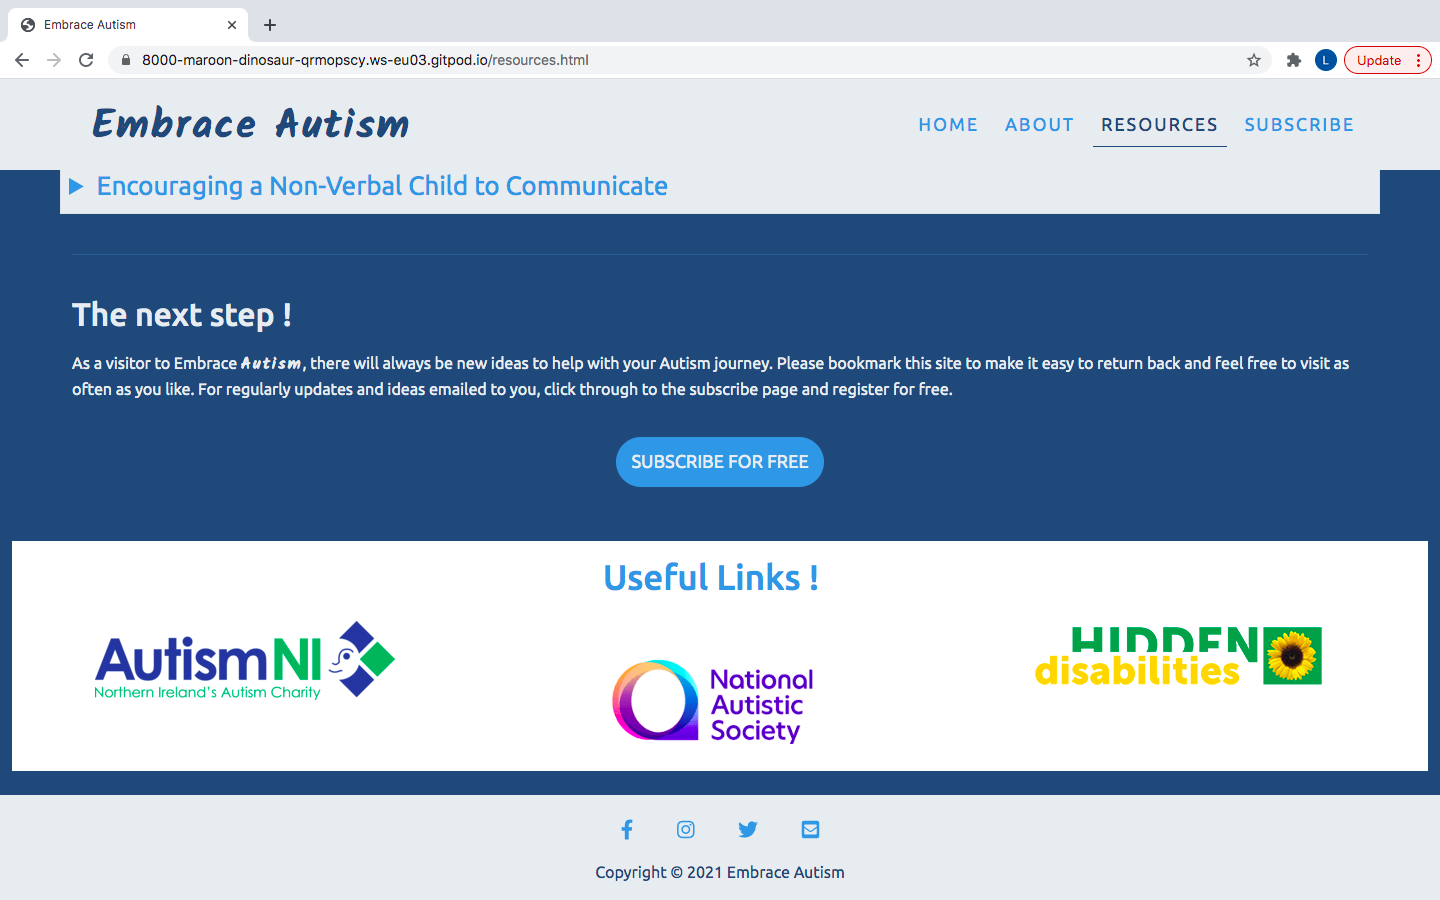 Embrace Autism
8000-maroon-dinosaur-qrmopscy.ws-eu03.gitpod.io/resources.html
L
Update
Embrace Autism
HOME ABOUT RESOURCES SUBSCRIBE
Encouraging a Non-Verbal Child to Communicate
The next step !
As a visitor to Embrace Autism, there will always be new ideas to help with your Autism journey. Please bookmark this site to make it easy to return back and feel free to visit as
often as you like. For regularly updates and ideas emailed to you, click through to the subscribe page and register for free.
SUBSCRIBE FOR FREE
Useful Links !
AutismNI
Northern Ireland's Autism Charity
National
Autistic
Society
HIDDEN
disabilities
Copyright © 2021 Embrace Autism